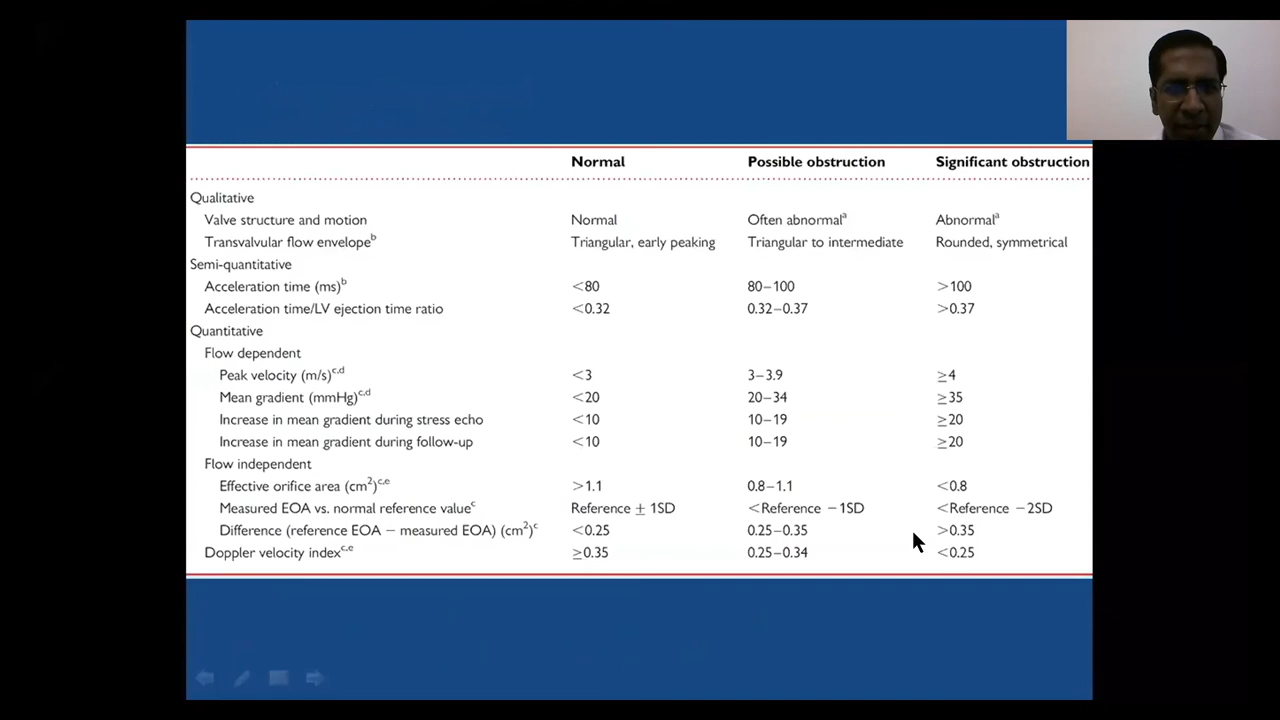 Normal Possible obstruction Significant obstruction
Qualitative
Valve structure and motion Normal Often abnormalᵃ Abnormalᵃ
Transvalvular flow envelopeᵇ Triangular, early peaking Triangular to intermediate Rounded, symmetrical
Semi-quantitative
Acceleration time (ms)ᵇ <80 80–100 >100
Acceleration time/LV ejection time ratio <0.32 0.32–0.37 >0.37
Quantitative
Flow dependent
Peak velocity (m/s)ᶜ,ᵈ <3 3–3.9 ≥4
Mean gradient (mmHg)ᶜ,ᵈ <20 20–34 ≥35
Increase in mean gradient during stress echo <10 10–19 ≥20
Increase in mean gradient during follow-up <10 10–19 ≥20
Flow independent
Effective orifice area (cm²)ᶜ,ᵉ >1.1 0.8–1.1 <0.8
Measured EOA vs. normal reference valueᶜ Reference ± 1SD <Reference −1SD <Reference −2SD
Difference (reference EOA − measured EOA) (cm²)ᶜ <0.25 0.25–0.35 >0.35
Doppler velocity indexᶜ,ᵉ ≥0.35 0.25–0.34 <0.25